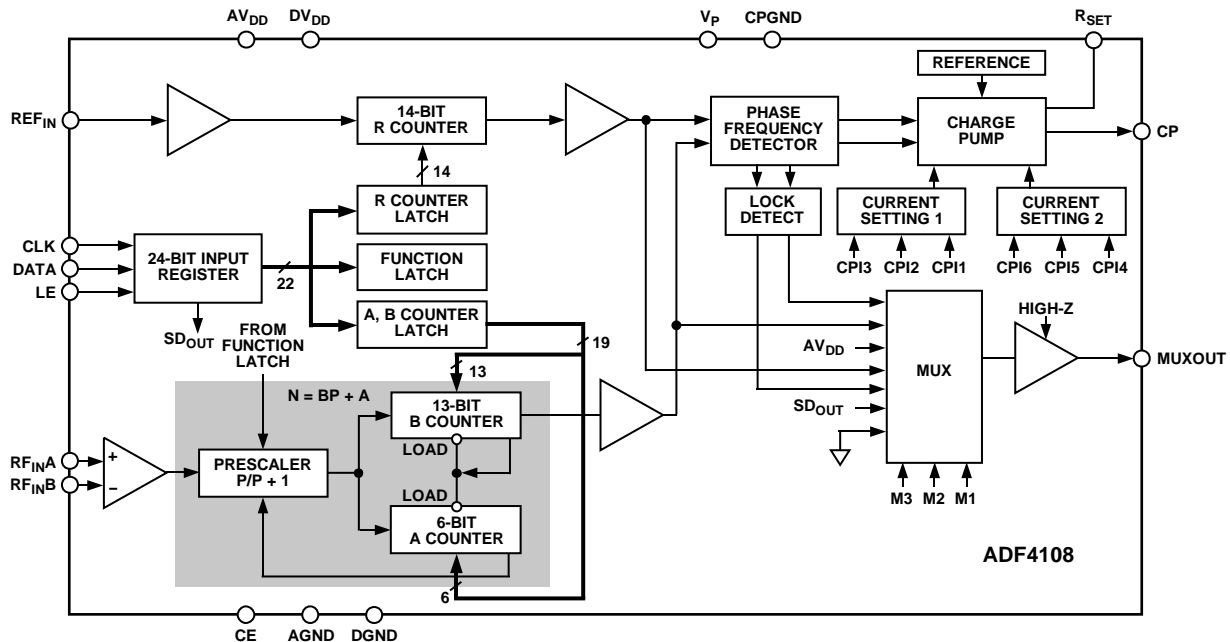 AVDD DVDD VP CPGND RSET
REFERENCE
REFIN
14-BIT
R COUNTER
PHASE
FREQUENCY
DETECTOR
CHARGE
PUMP
CP
14
R COUNTER
LATCH
LOCK
DETECT
CURRENT
SETTING 1
CURRENT
SETTING 2
CPI3 CPI2 CPI1 CPI6 CPI5 CPI4
CLK
DATA
LE
24-BIT INPUT
REGISTER
22
FUNCTION
LATCH
A, B COUNTER
LATCH
SDOUT
FROM
FUNCTION
LATCH
19
13
HIGH-Z
AVDD
MUX
MUXOUT
SDOUT
N = BP + A
13-BIT
B COUNTER
LOAD
RFINA
RFINB
+
−
PRESCALER
P/P + 1
LOAD
6-BIT
A COUNTER
6
M3 M2 M1
ADF4108
CE AGND DGND